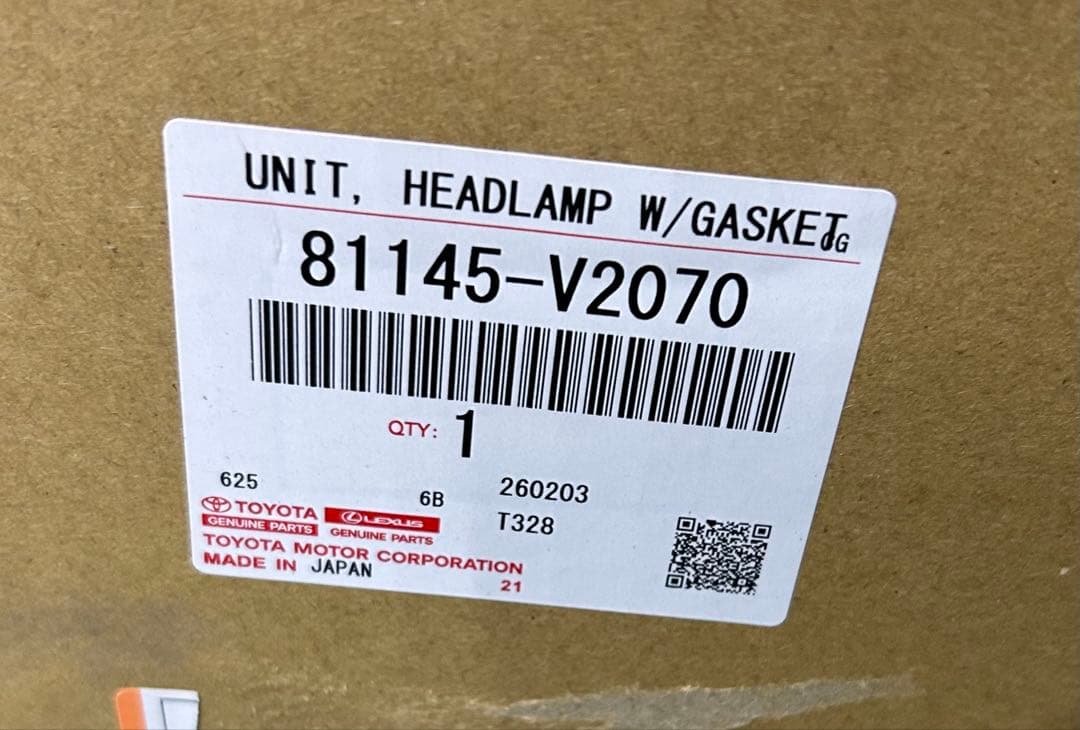 UNIT, HEADLAMP W/GASKET
JG
81145-V2070
QTY: 1
625
6B
260203
T328
TOYOTA
GENUINE PARTS
LEXUS
GENUINE PARTS
TOYOTA MOTOR CORPORATION
MADE IN JAPAN
21